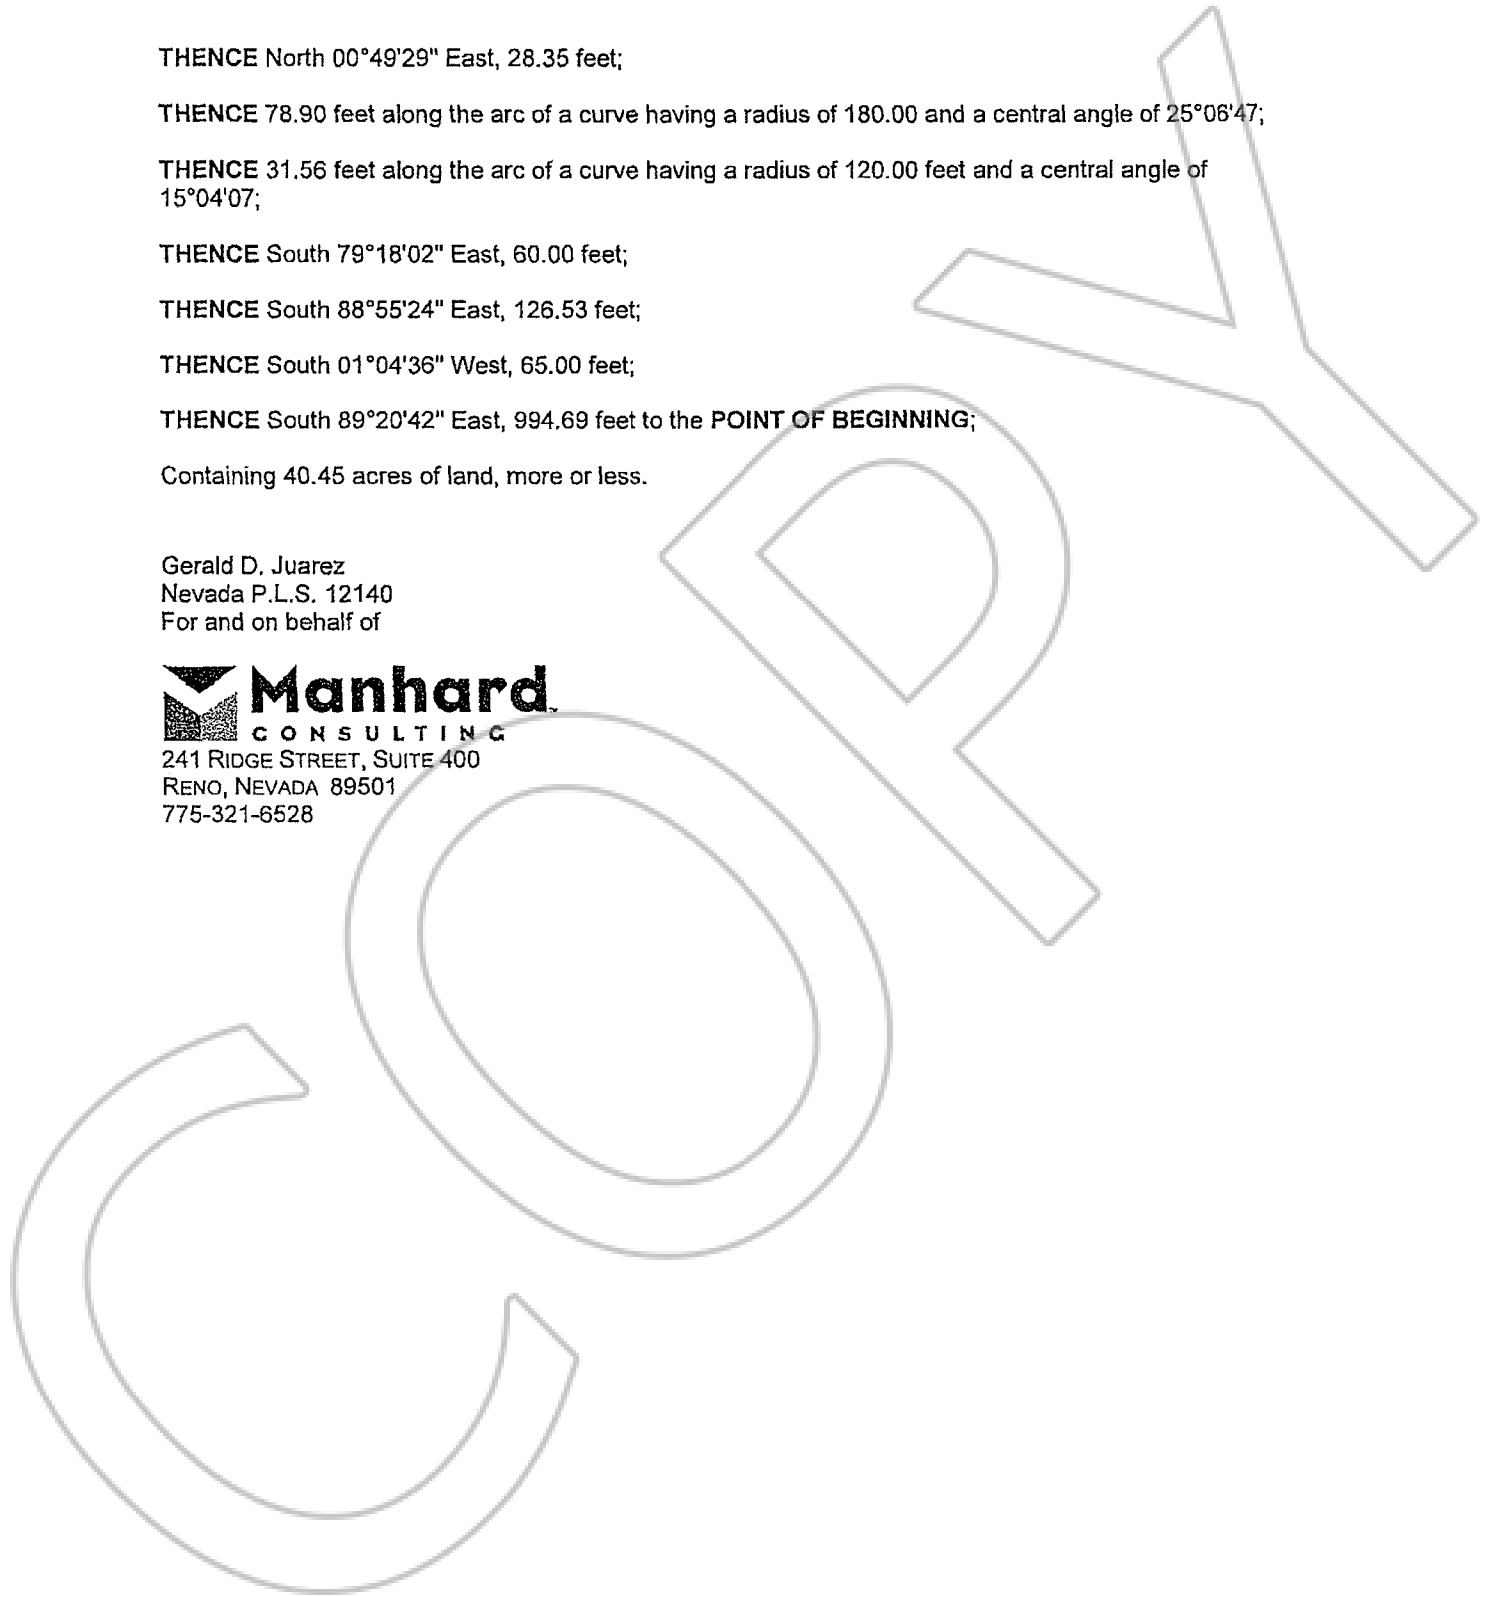 THENCE North 00°49'29" East, 28.35 feet;
THENCE 78.90 feet along the arc of a curve having a radius of 180.00 and a central angle of 25°06'47;
THENCE 31.56 feet along the arc of a curve having a radius of 120.00 feet and a central angle of
15°04'07;
THENCE South 79°18'02" East, 60.00 feet;
THENCE South 88°55'24" East, 126.53 feet;
THENCE South 01°04'36" West, 65.00 feet;
THENCE South 89°20'42" East, 994.69 feet to the POINT OF BEGINNING;
Containing 40.45 acres of land, more or less.
Gerald D. Juarez
Nevada P.L.S. 12140
For and on behalf of
Manhard™
CONSULTING
241 RIDGE STREET, SUITE 400
RENO, NEVADA 89501
775-321-6528
COPY